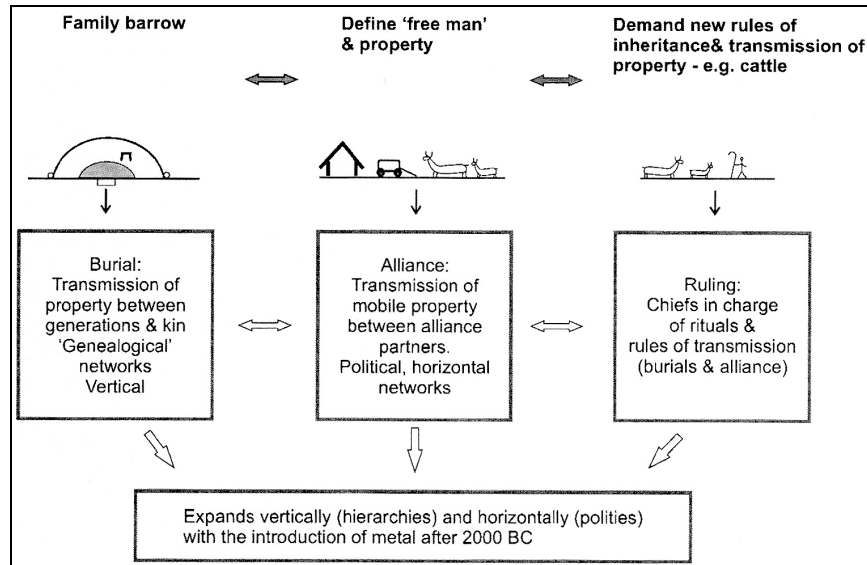 Family barrow
Define ‘free man’
& property
Demand new rules of
inheritance& transmission of
property - e.g. cattle
Burial:
Transmission of
property between
generations & kin
‘Genealogical’
networks
Vertical
Alliance:
Transmission of
mobile property
between alliance
partners.
Political, horizontal
networks
Ruling:
Chiefs in charge
of rituals &
rules of transmission
(burials & alliance)
Expands vertically (hierarchies) and horizontally (polities)
with the introduction of metal after 2000 BC